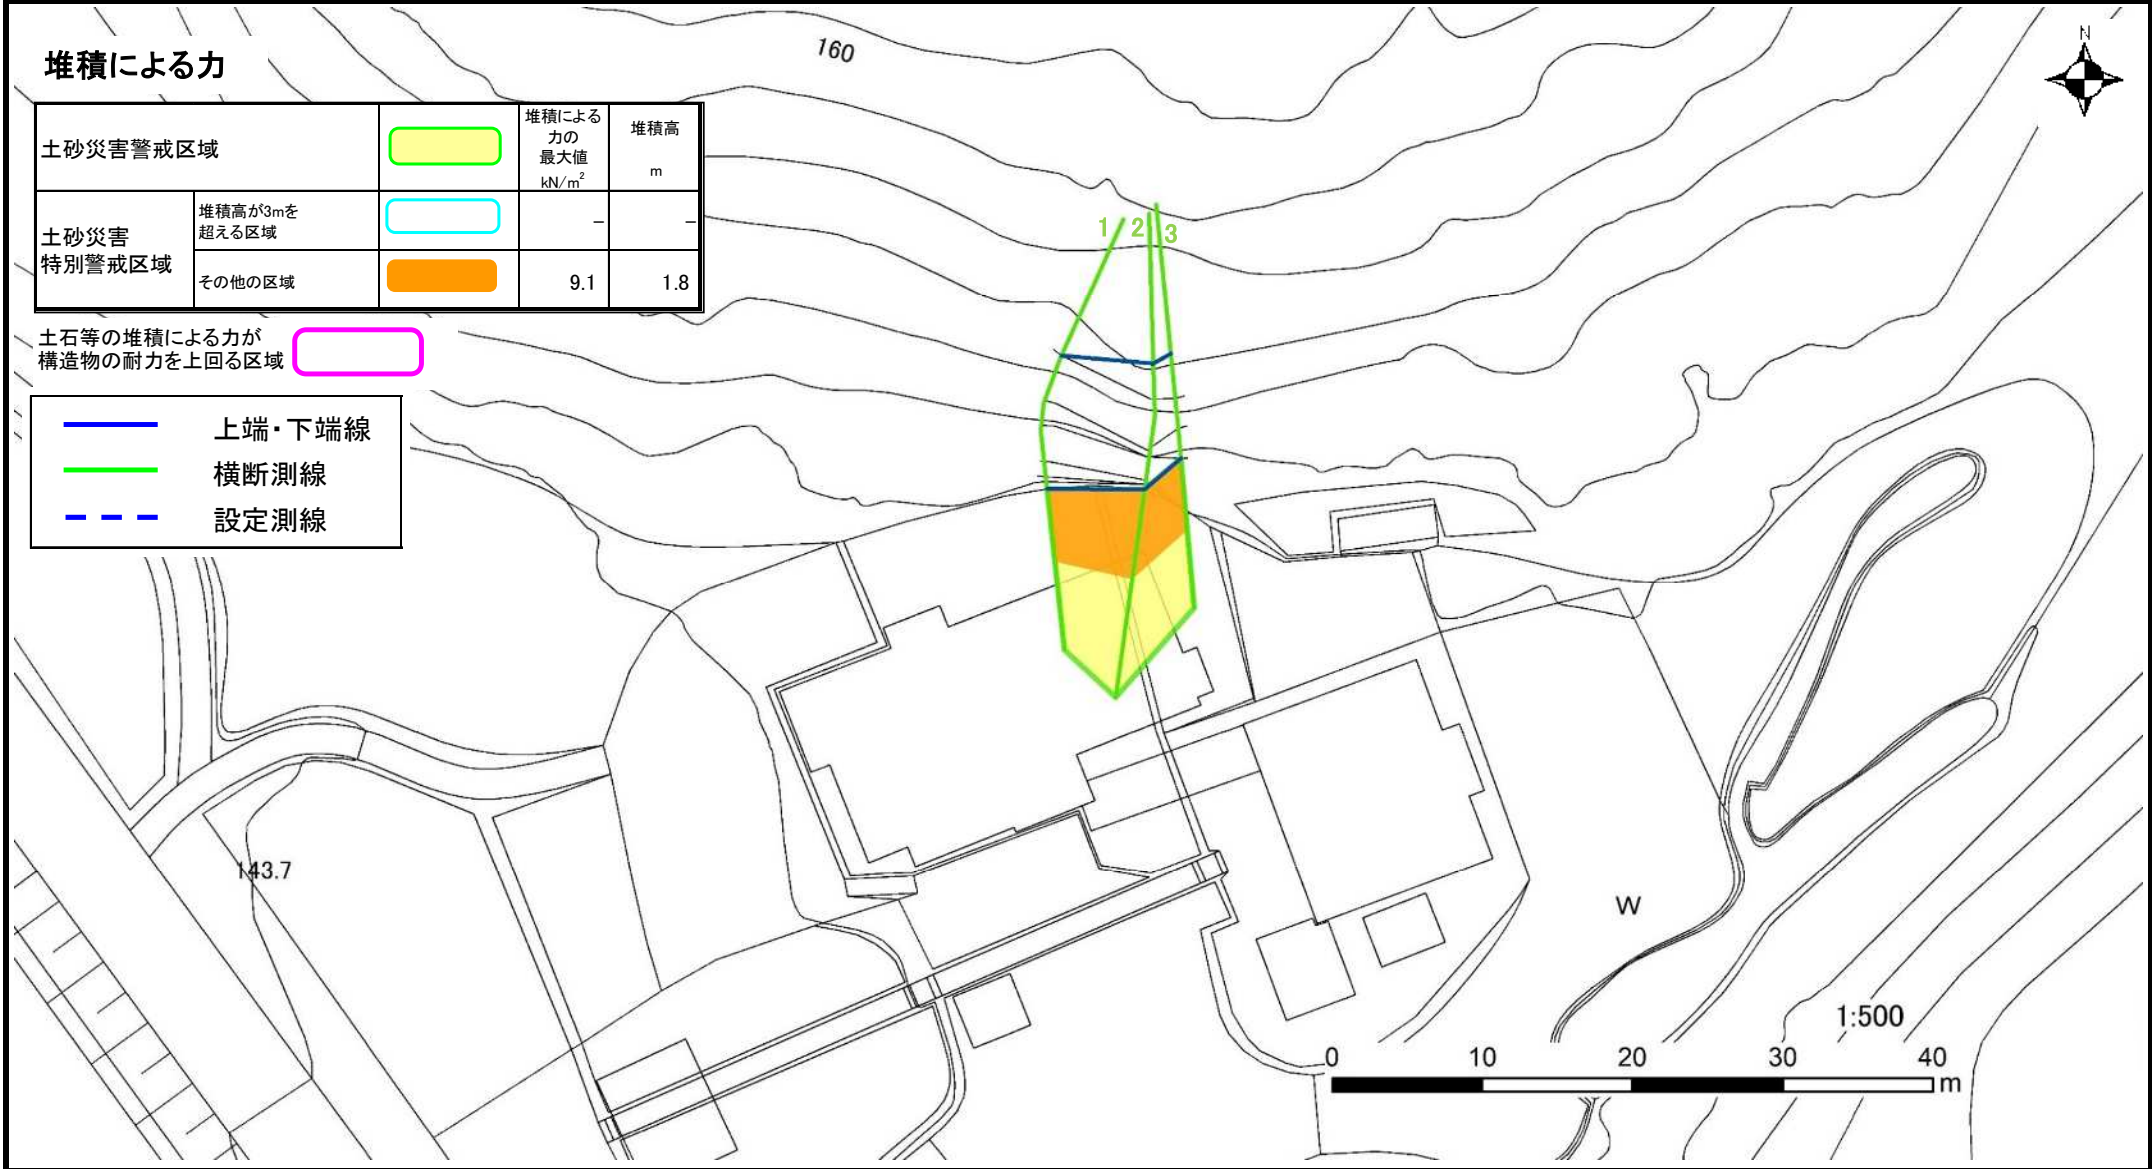 160
N
堆積による力
土砂災害警戒区域
堆積による
力の
最大値
kN/m²
堆積高
m
土砂災害
特別警戒区域
堆積高が3mを
超える区域
–
–
その他の区域
9.1
1.8
土石等の堆積による力が
構造物の耐力を上回る区域
上端・下端線
横断測線
設定測線
1
2
3
143.7
W
1:500
0
10
20
30
40
m